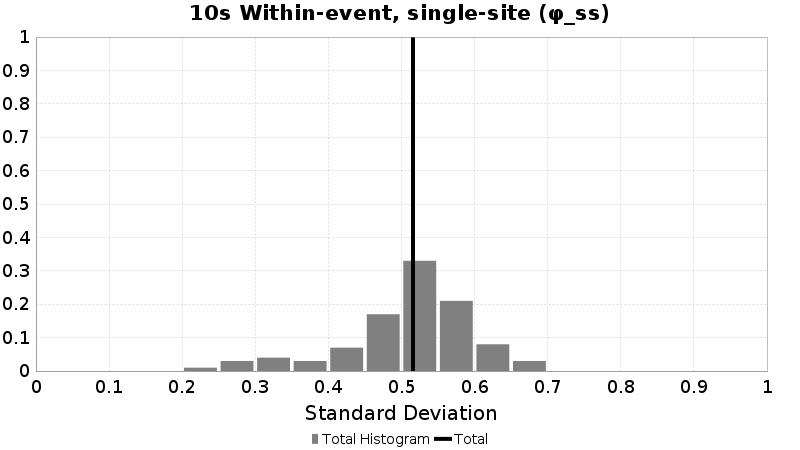 10s Within-event, single-site (φ_ss)
1
0.9
0.8
0.7
0.6
0.5
0.4
0.3
0.2
0.1
0
0 0.1 0.2 0.3 0.4 0.5 0.6 0.7 0.8 0.9 1
Standard Deviation
Total Histogram Total